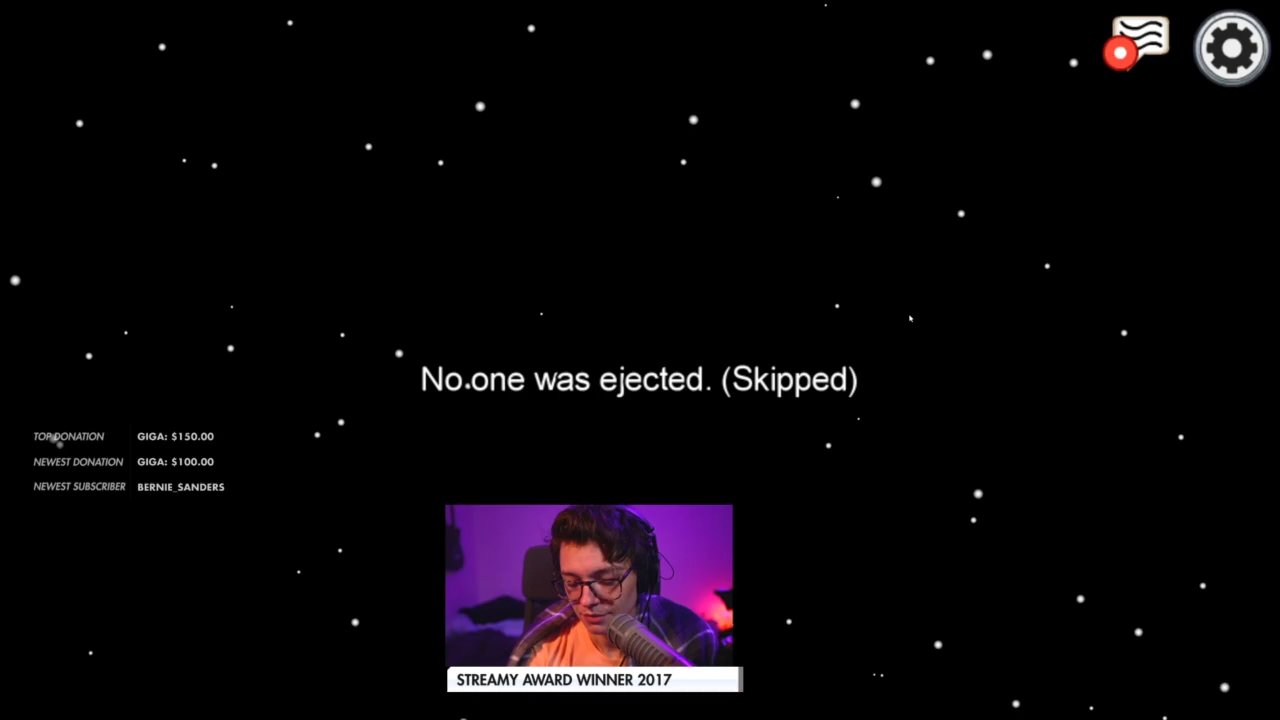 No one was ejected. (Skipped)
TOP DONATION GIGA: $150.00
NEWEST DONATION GIGA: $100.00
NEWEST SUBSCRIBER BERNIE_SANDERS
STREAMY AWARD WINNER 2017